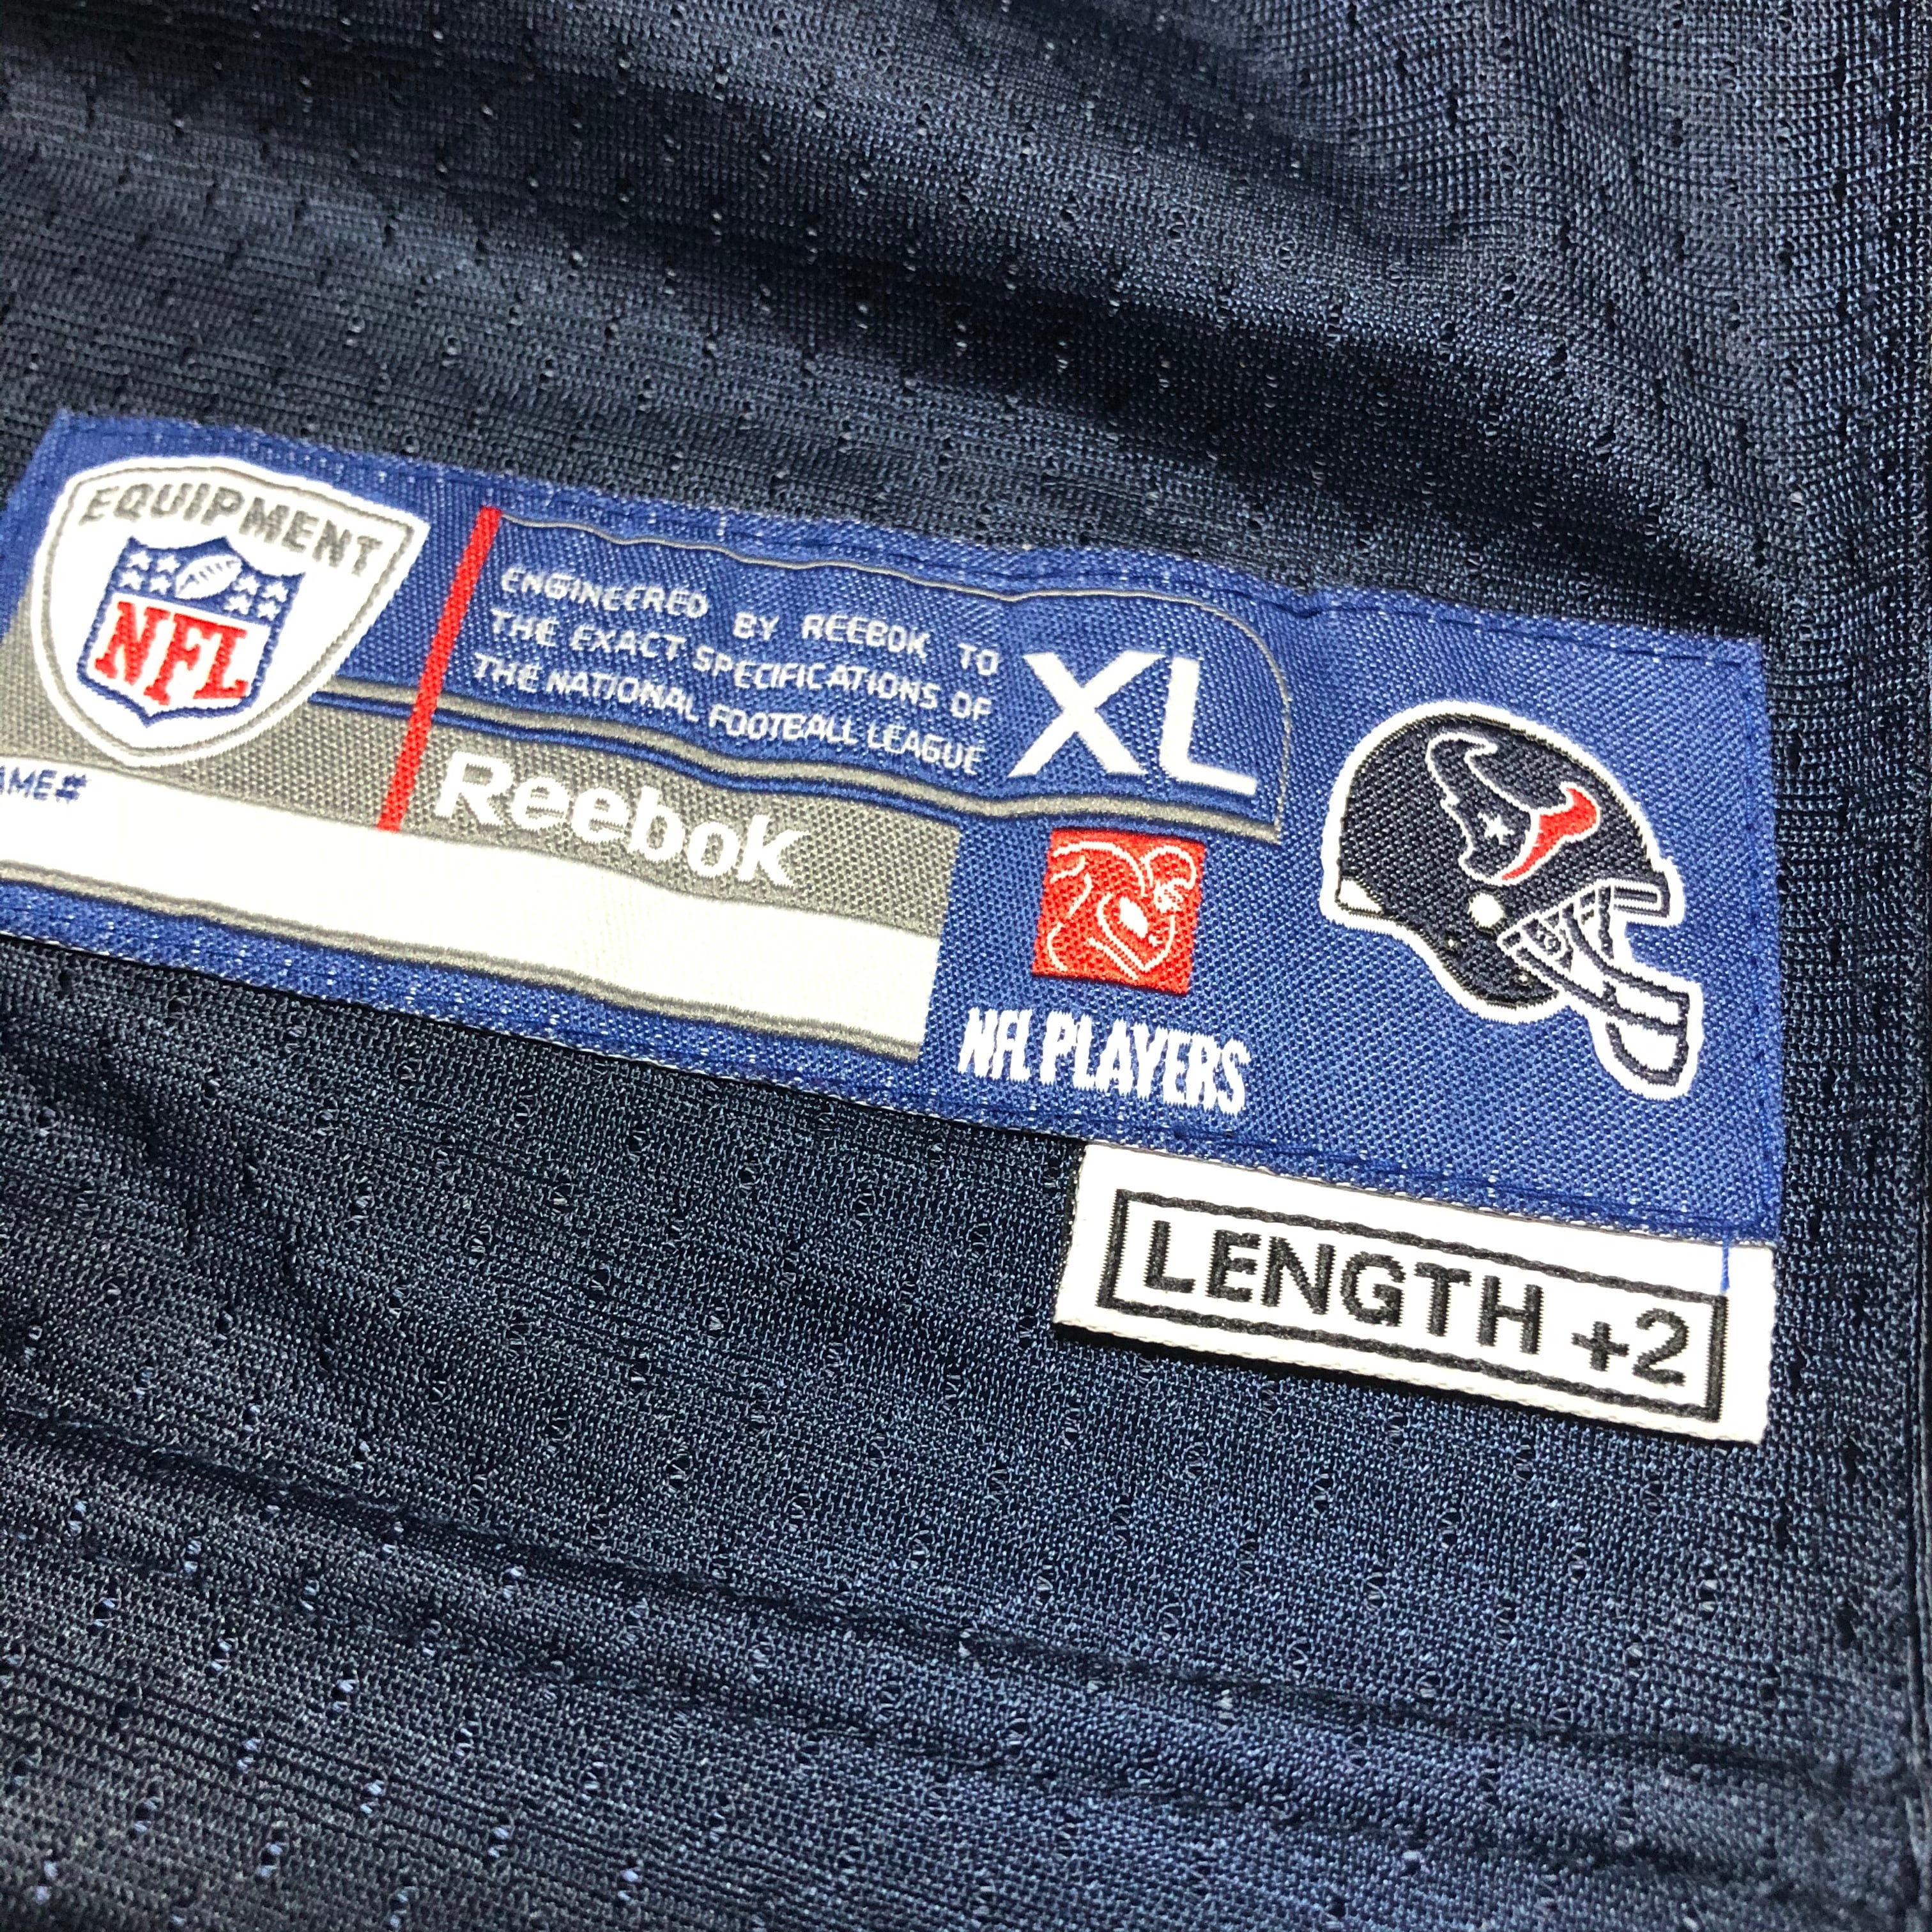 EQUIPMENT
NFL
ENGINEERED BY REEBOK TO
THE EXACT SPECIFICATIONS OF
THE NATIONAL FOOTBALL LEAGUE
XL
AME#
Reebok
NFL PLAYERS
LENGTH +2